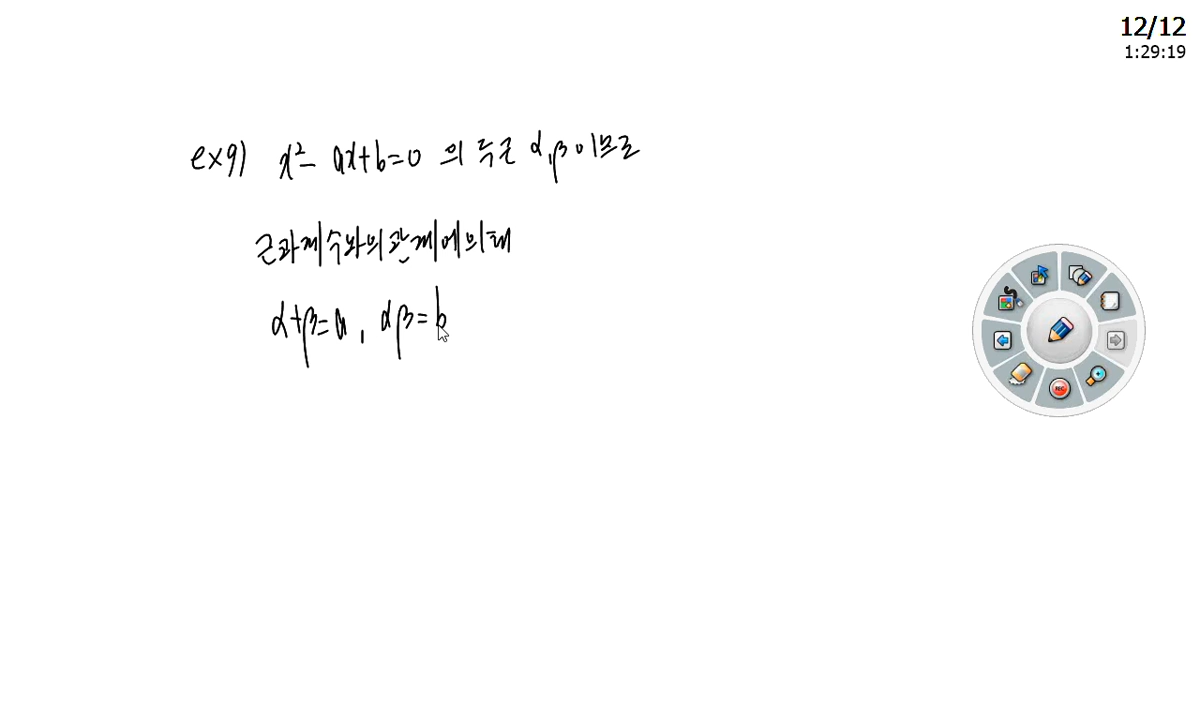 12/12
1:29:19
ex9) x²-ax+b=0 의 두근 α,β이므로
근과계수와의관계에의해
α+β=a, αβ=b
REC